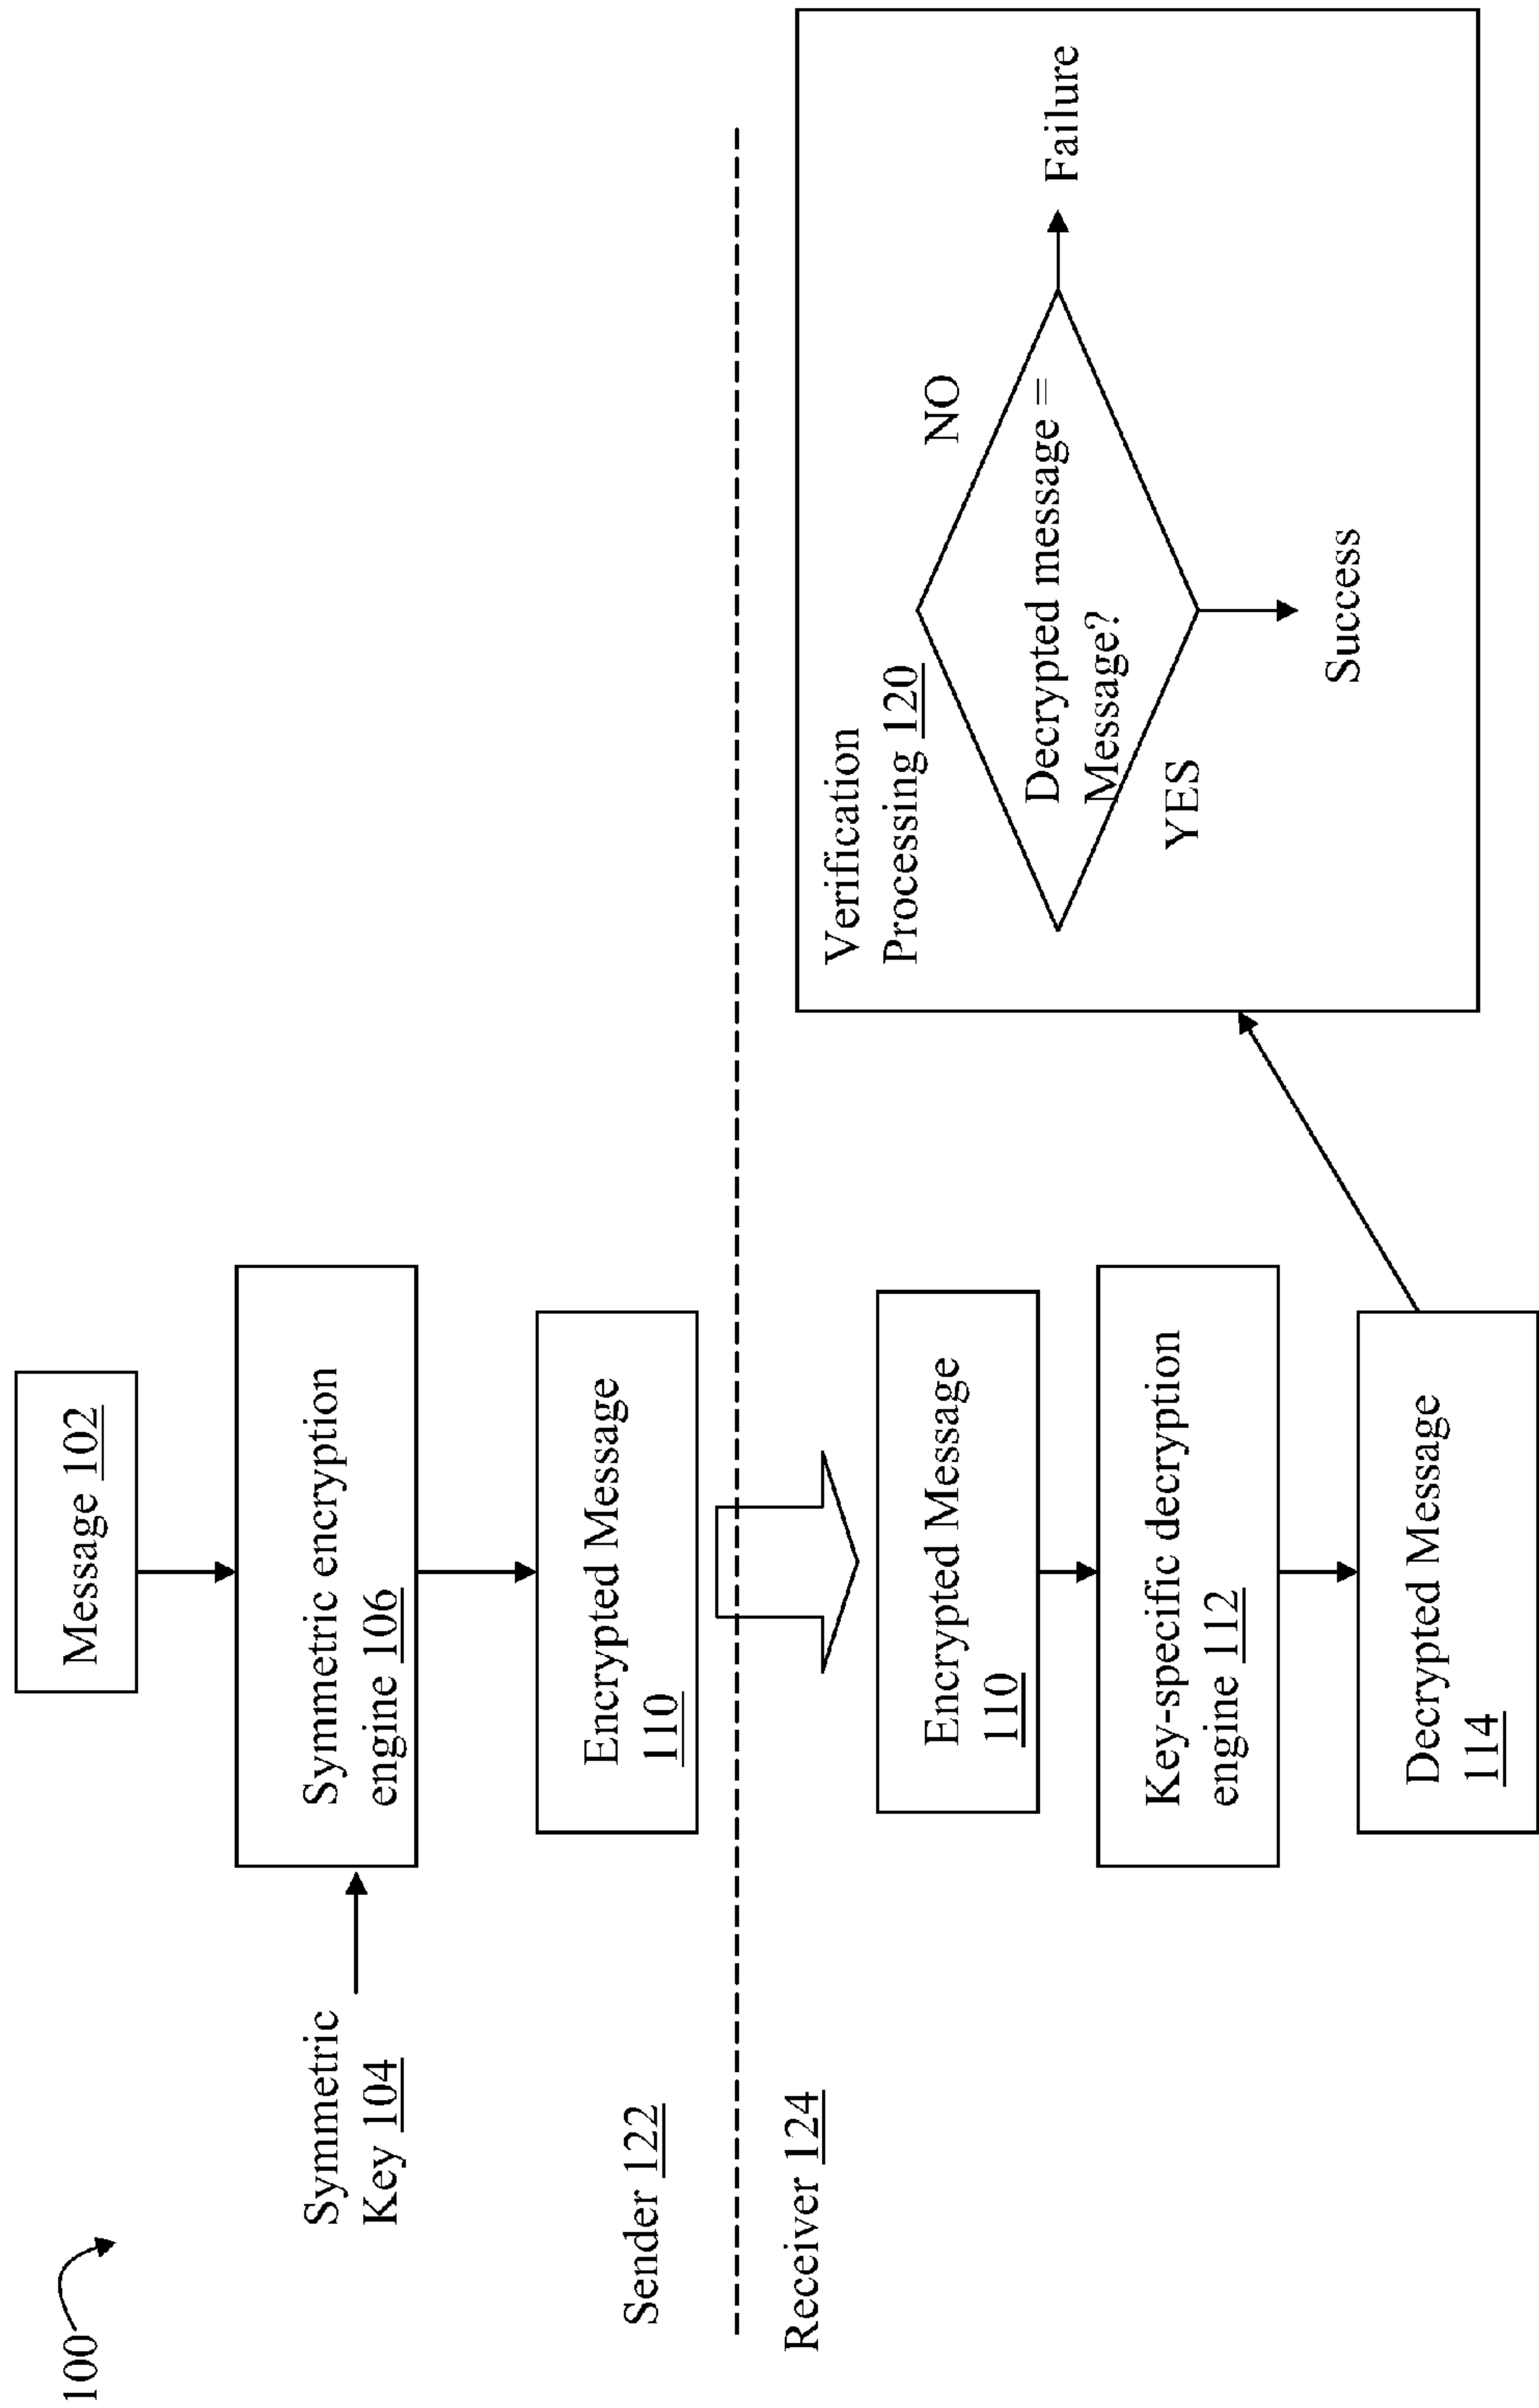 100
Message 102
Symmetric
Key 104
Symmetric encryption
engine 106
Encrypted Message
110
Sender 122
Receiver 124
Encrypted Message
110
Key-specific decryption
engine 112
Decrypted Message
114
Verification
Processing 120
NO
Decrypted message =
Message?
YES
Failure
Success